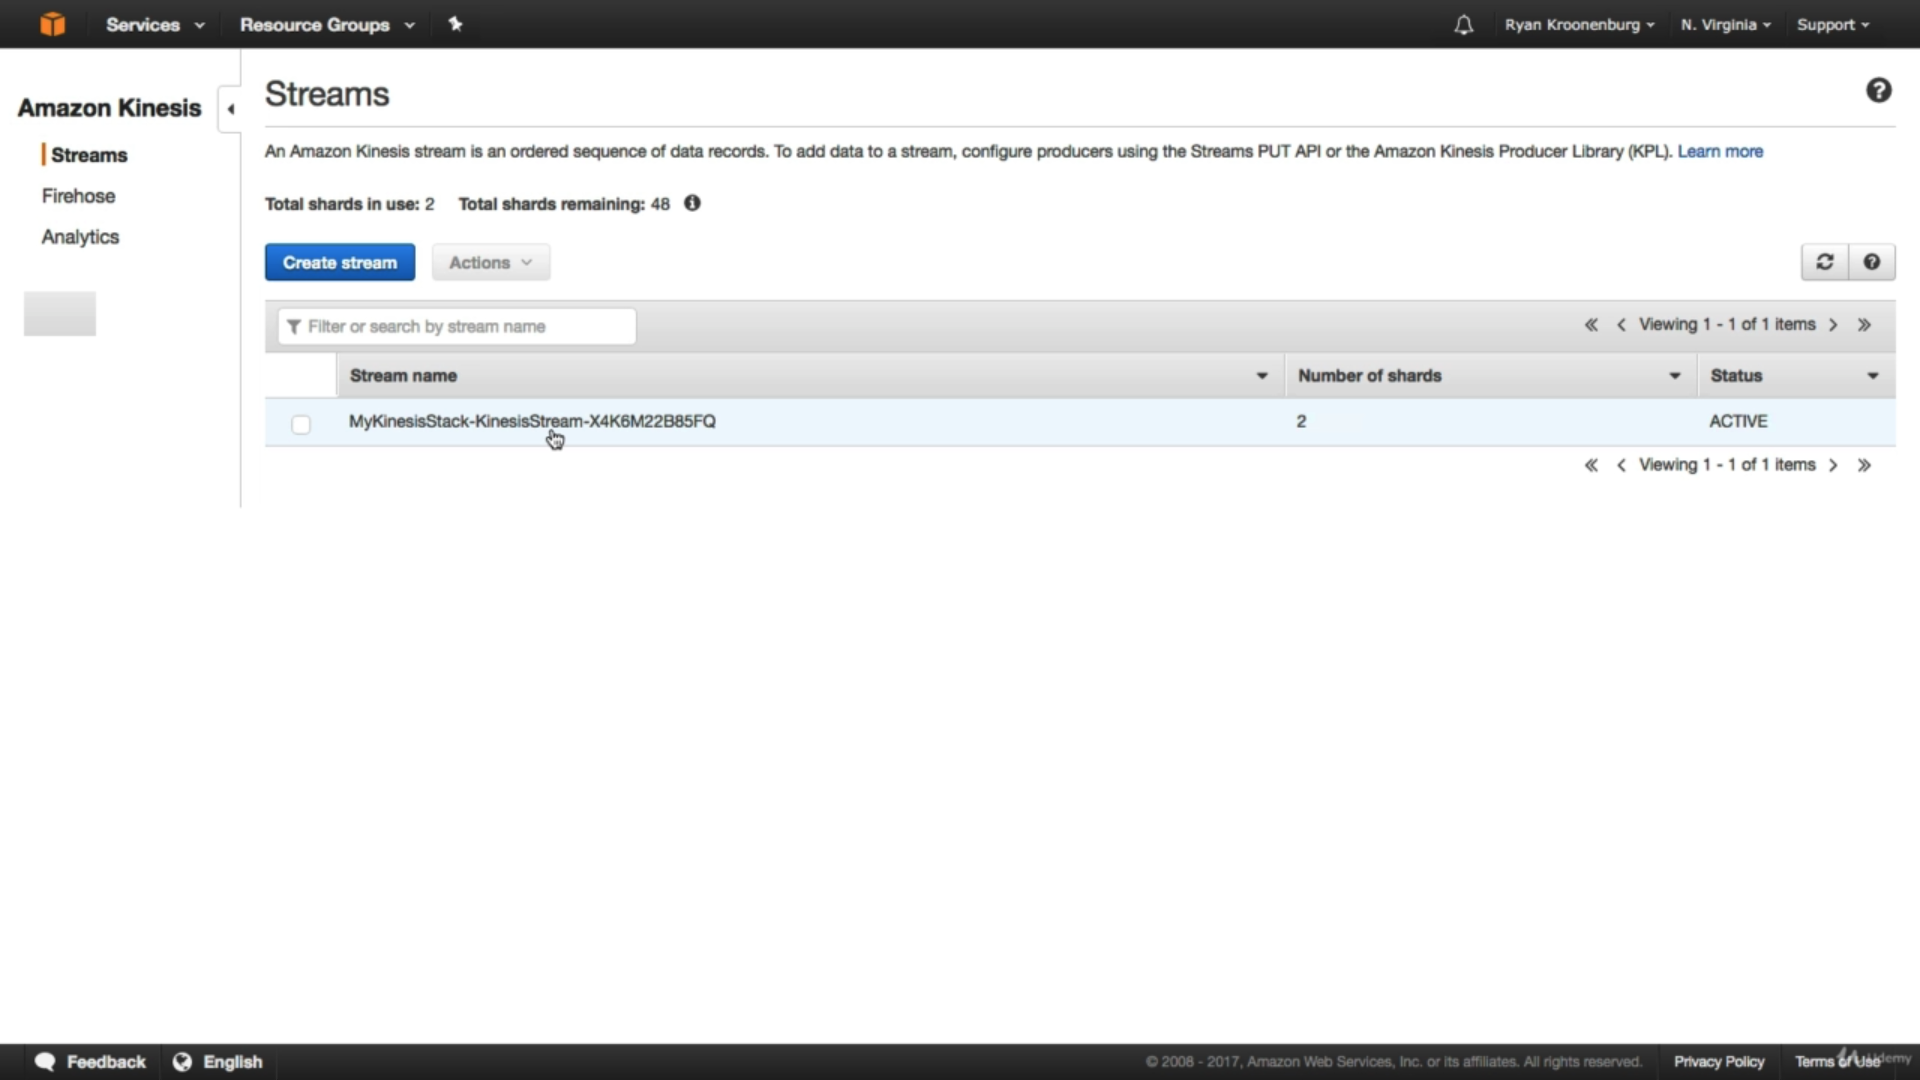 Services Resource Groups Ryan Kroonenburg N. Virginia Support
Amazon Kinesis
Streams
Firehose
Analytics
Streams
An Amazon Kinesis stream is an ordered sequence of data records. To add data to a stream, configure producers using the Streams PUT API or the Amazon Kinesis Producer Library (KPL). Learn more
Total shards in use: 2 Total shards remaining: 48
Create stream Actions
Filter or search by stream name Viewing 1 - 1 of 1 items
Stream name Number of shards Status
MyKinesisStack-KinesisStream-X4K6M22B85FQ 2 ACTIVE
Viewing 1 - 1 of 1 items
Feedback English © 2008 - 2017, Amazon Web Services, Inc. or its affiliates. All rights reserved. Privacy Policy Terms of Use
Udemy